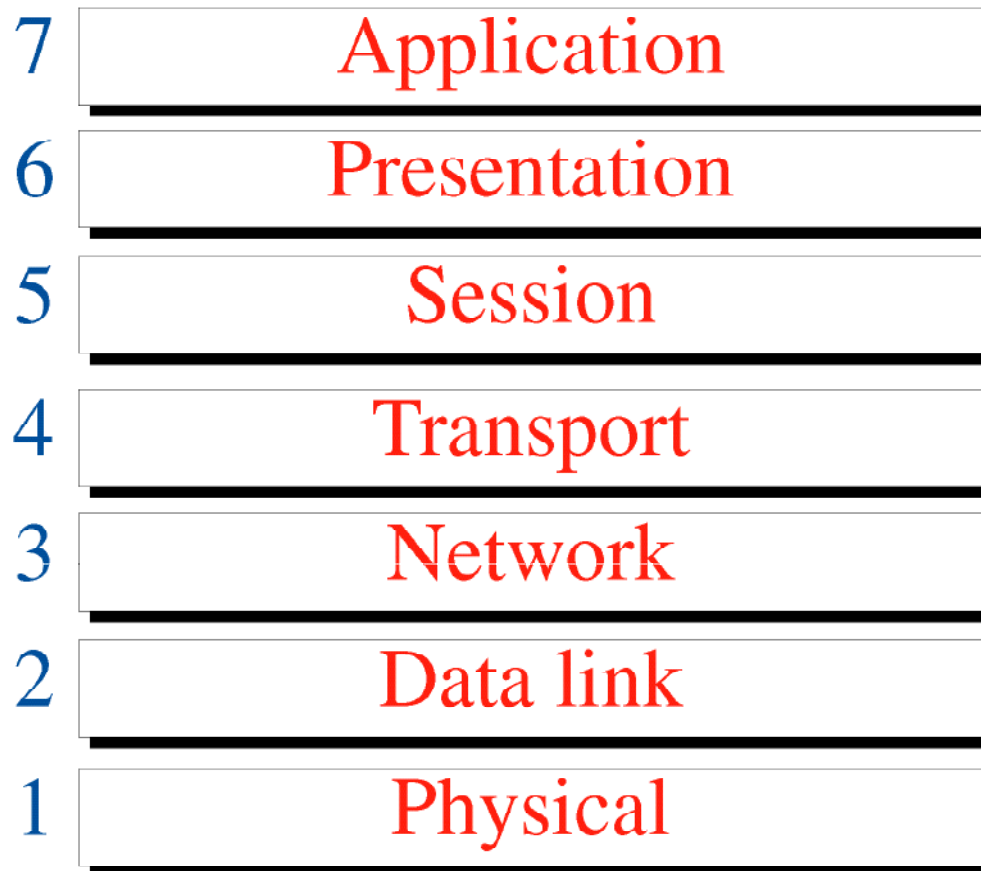 7 Application
6 Presentation
5 Session
4 Transport
3 Network
2 Data link
1 Physical